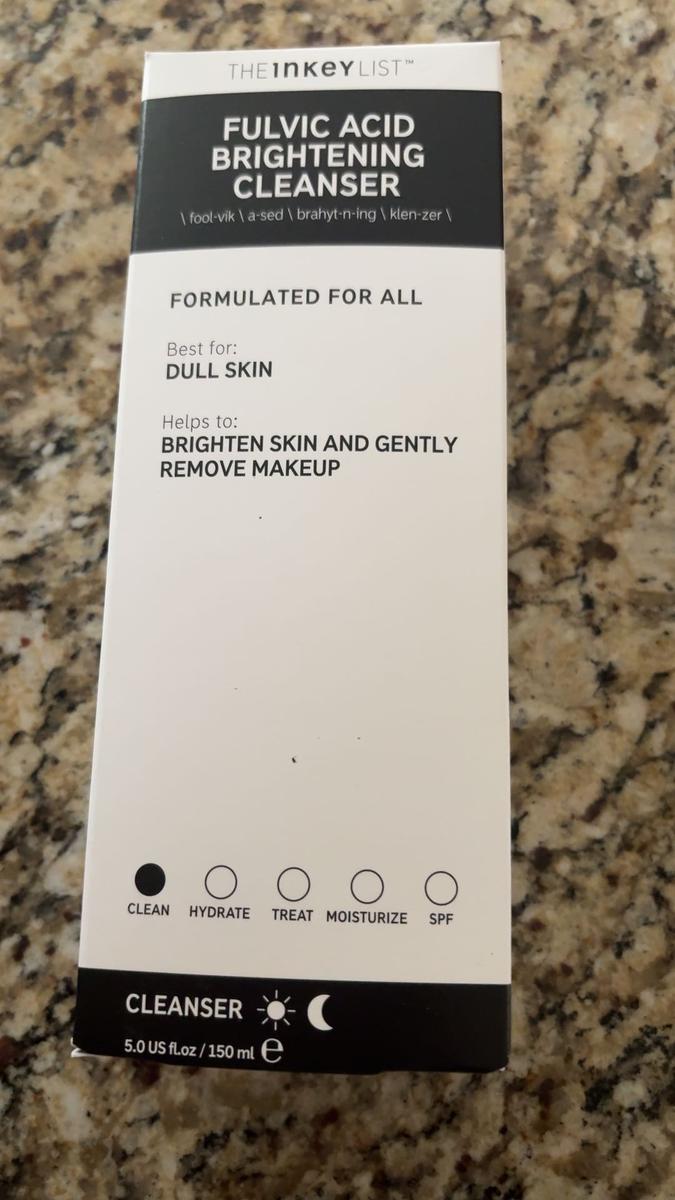 THE INKEY LIST™
FULVIC ACID
BRIGHTENING
CLEANSER
\ fool-vik \ a-sed \ brahyt-n-ing \ klen-zer \
FORMULATED FOR ALL
Best for:
DULL SKIN
Helps to:
BRIGHTEN SKIN AND GENTLY
REMOVE MAKEUP
CLEAN HYDRATE TREAT MOISTURIZE SPF
CLEANSER
5.0 US fl.oz / 150 ml ℮